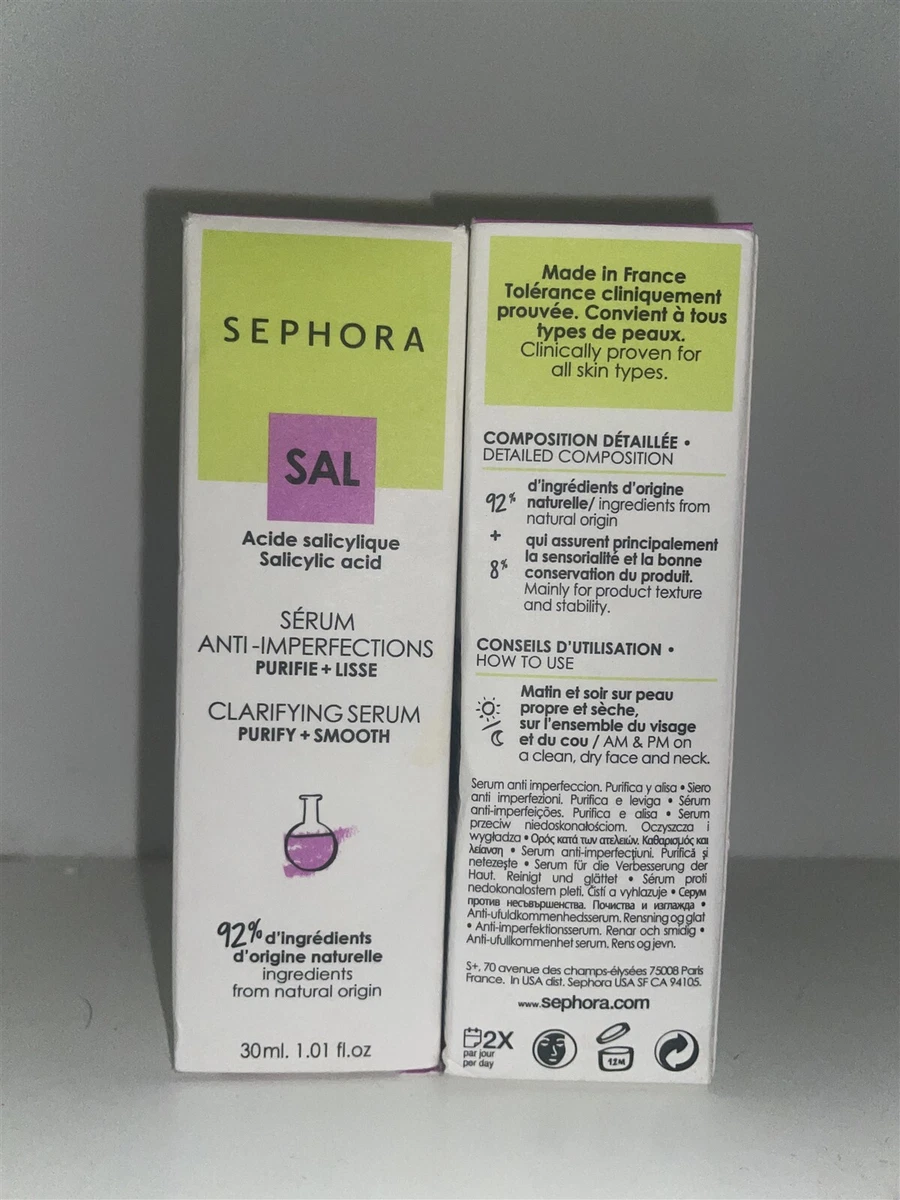 SEPHORA
SAL
Acide salicylique
Salicylic acid
SÉRUM
ANTI-IMPERFECTIONS
PURIFIE + LISSE
CLARIFYING SERUM
PURIFY + SMOOTH
92% d'ingrédients
d'origine naturelle
ingredients
from natural origin
30ml. 1.01 fl.oz
Made in France
Tolérance cliniquement
prouvée. Convient à tous
types de peaux.
Clinically proven for
all skin types.
COMPOSITION DÉTAILLÉE •
DETAILED COMPOSITION
92%
d'ingrédients d'origine
naturelle/ ingredients from
natural origin
+
8%
qui assurent principalement
la sensorialité et la bonne
conservation du produit.
Mainly for product texture
and stability.
CONSEILS D'UTILISATION •
HOW TO USE
Matin et soir sur peau
propre et sèche,
sur l'ensemble du visage
et du cou / AM & PM on
a clean, dry face and neck.
Serum anti imperfeccion. Purifica y alisa • Siero
anti imperfezioni. Purifica e leviga • Sérum
anti-imperfeições. Purifica e alisa • Serum
przeciw niedoskonałościom. Oczyszcza i
wygładza • Ορός κατά των ατελειών. Καθαρισμός και
λείανση • Serum anti-imperfecțiuni. Purifică și
netezește • Serum für die Verbesserung der
Haut. Reinigt und glättet • Sérum proti
nedokonalostem pleti. Čistí a vyhlazuje • Серум
против несъвършенства. Почиства и изглажда •
Anti-ufuldkommenhedsserum. Rensning og glat
• Anti-imperfektionsserum. Renar och smidig •
Anti-ufullkommenhet serum. Rens og jevn.
S+, 70 avenue des champs-élysées 75008 Paris
France. In USA dist. Sephora USA SF CA 94105.
www.sephora.com
2X
par jour
per day
12M